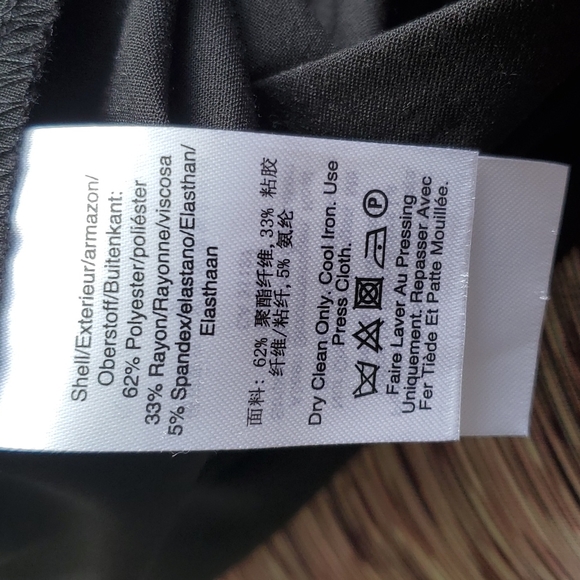 Shell/Exterieur/armazon/
Oberstoff/Buitenkant:
62% Polyester/poliéster
33% Rayon/Rayonne/viscosa
5% Spandex/elastano/Elasthan/
Elasthaan
面料: 62% 聚酯纤维, 33% 粘胶
纤维/粘纤, 5% 氨纶
Dry Clean Only. Cool Iron. Use
Press Cloth.
P
Faire Laver Au Pressing
Uniquement. Repasser Avec
Fer Tiède Et Patte Mouillée.